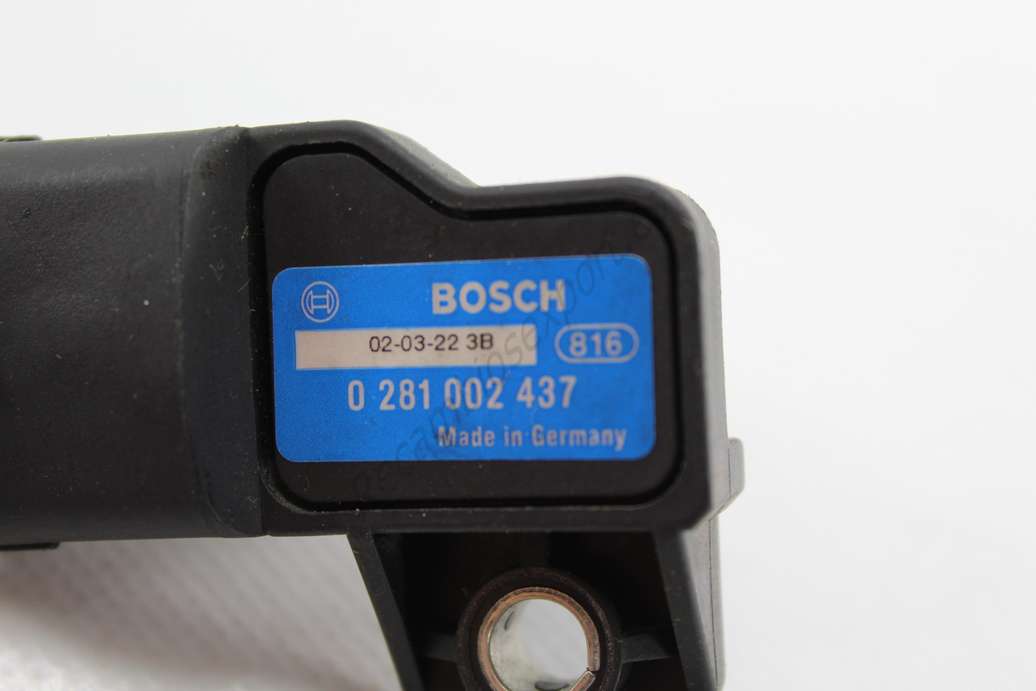 BOSCH
02-03-22 3B
816
0 281 002 437
Made in Germany